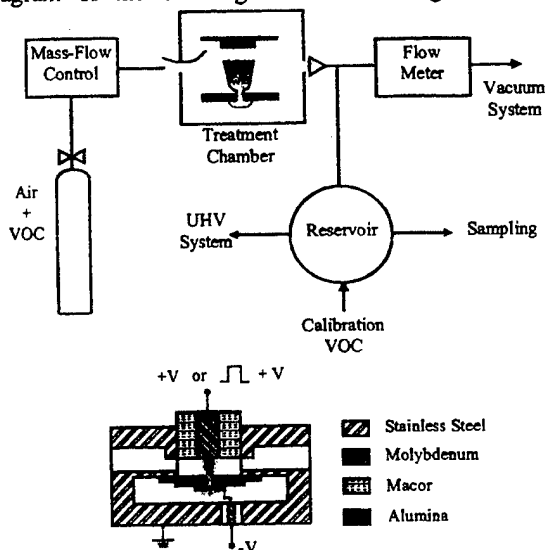 Mass-Flow
Control
Flow
Meter
Vacuum
System
Treatment
Chamber
Air
+
VOC
UHV
System
Reservoir
Sampling
Calibration
VOC
+V or + V
Stainless Steel
Molybdenum
Macor
Alumina
-V